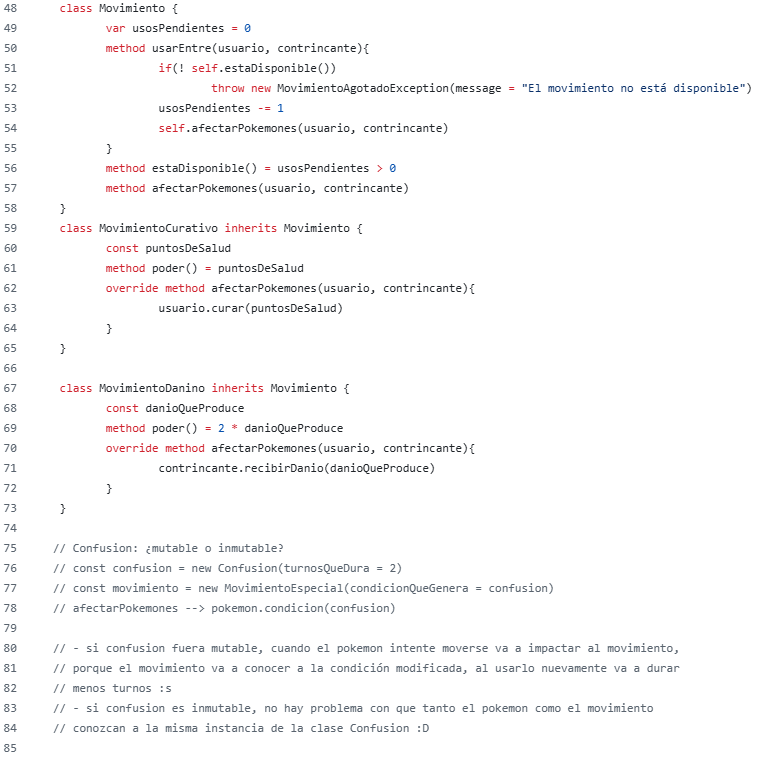 48 class Movimiento {
49 var usosPendientes = 0
50 method usarEntre(usuario, contrincante){
51 if(! self.estaDisponible())
52 throw new MovimientoAgotadoException(message = "El movimiento no está disponible")
53 usosPendientes -= 1
54 self.afectarPokemones(usuario, contrincante)
55 }
56 method estaDisponible() = usosPendientes > 0
57 method afectarPokemones(usuario, contrincante)
58 }
59 class MovimientoCurativo inherits Movimiento {
60 const puntosDeSalud
61 method poder() = puntosDeSalud
62 override method afectarPokemones(usuario, contrincante){
63 usuario.curar(puntosDeSalud)
64 }
65 }
66
67 class MovimientoDanino inherits Movimiento {
68 const danioQueProduce
69 method poder() = 2 * danioQueProduce
70 override method afectarPokemones(usuario, contrincante){
71 contrincante.recibirDanio(danioQueProduce)
72 }
73 }
74
75 // Confusion: ¿mutable o inmutable?
76 // const confusion = new Confusion(turnosQueDura = 2)
77 // const movimiento = new MovimientoEspecial(condicionQueGenera = confusion)
78 // afectarPokemones --> pokemon.condicion(confusion)
79
80 // - si confusion fuera mutable, cuando el pokemon intente moverse va a impactar al movimiento,
81 // porque el movimiento va a conocer a la condición modificada, al usarlo nuevamente va a durar
82 // menos turnos :s
83 // - si confusion es inmutable, no hay problema con que tanto el pokemon como el movimiento
84 // conozcan a la misma instancia de la clase Confusion :D
85